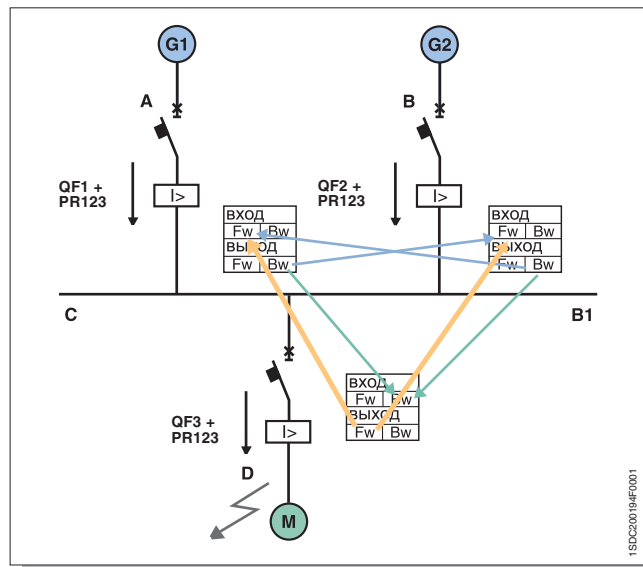 G1
G2
A
B
QF1 +
PR123
I>
QF2 +
PR123
I>
ВХОД
Fw Bw
ВЫХОД
Fw Bw
ВХОД
Fw Bw
ВЫХОД
Fw Bw
C
B1
ВХОД
Fw Bw
ВЫХОД
Fw Bw
QF3 +
PR123
I>
D
M
1SDC200194F0001